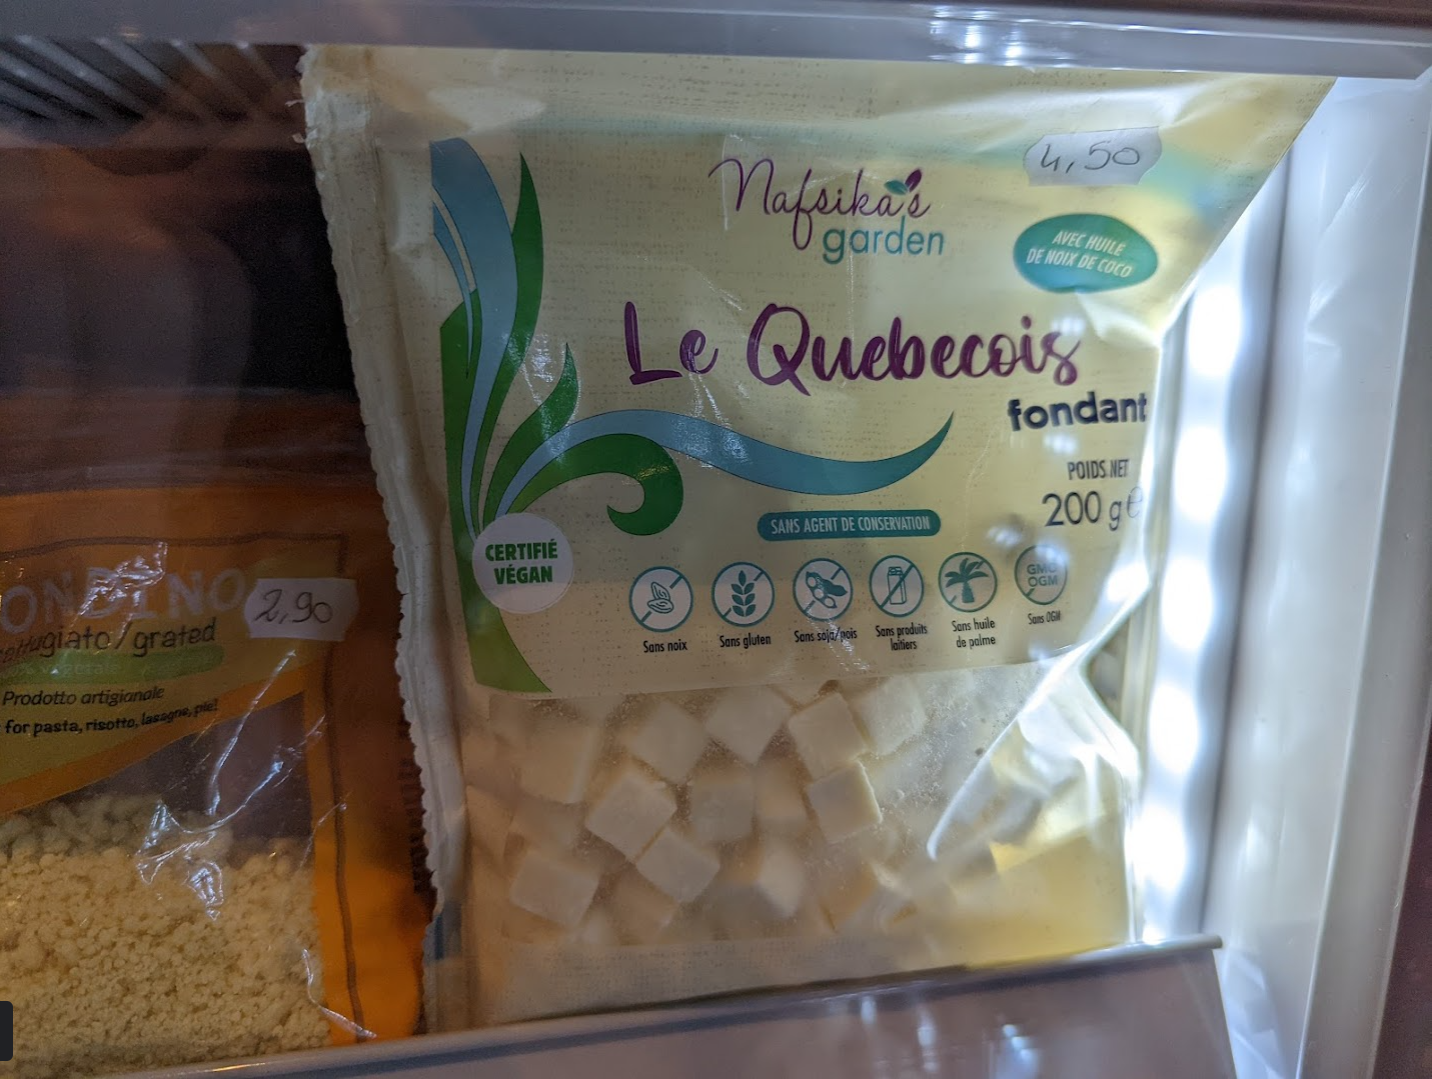 4,50
Nafsika's
garden
AVEC HUILE
DE NOIX DE COCO
Le Quebecois
fondant
POIDS NET
200 g e
SANS AGENT DE CONSERVATION
CERTIFIÉ
VÉGAN
GMO
OGM
Sans noix
Sans gluten
Sans soja/pois
Sans produits
laitiers
Sans huile
de palme
Sans OGM
ONDINO
2,90
/ grated
Prodotto artigianale
for pasta, risotto, lasagna, pie!